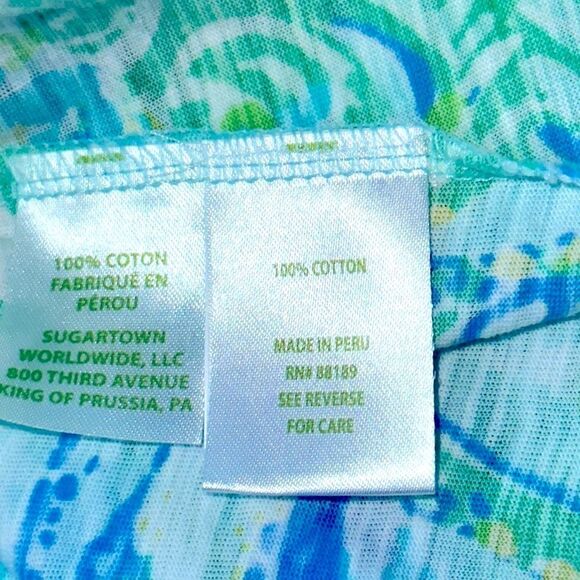 100% COTON
FABRIQUÉ EN
PÉROU
SUGARTOWN
WORLDWIDE, LLC
800 THIRD AVENUE
KING OF PRUSSIA, PA
100% COTTON
MADE IN PERU
RN# 88189
SEE REVERSE
FOR CARE